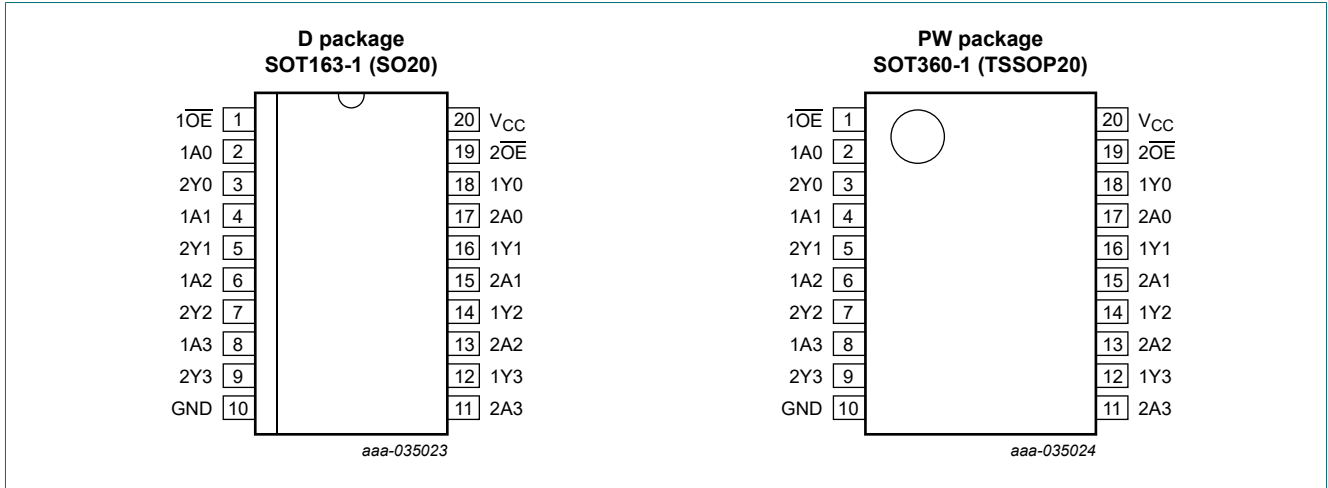 D package
SOT163-1 (SO20)
1O̅E̅ 1 20 VCC
1A0 2 19 2O̅E̅
2Y0 3 18 1Y0
1A1 4 17 2A0
2Y1 5 16 1Y1
1A2 6 15 2A1
2Y2 7 14 1Y2
1A3 8 13 2A2
2Y3 9 12 1Y3
GND 10 11 2A3
aaa-035023
PW package
SOT360-1 (TSSOP20)
1O̅E̅ 1 20 VCC
1A0 2 19 2O̅E̅
2Y0 3 18 1Y0
1A1 4 17 2A0
2Y1 5 16 1Y1
1A2 6 15 2A1
2Y2 7 14 1Y2
1A3 8 13 2A2
2Y3 9 12 1Y3
GND 10 11 2A3
aaa-035024